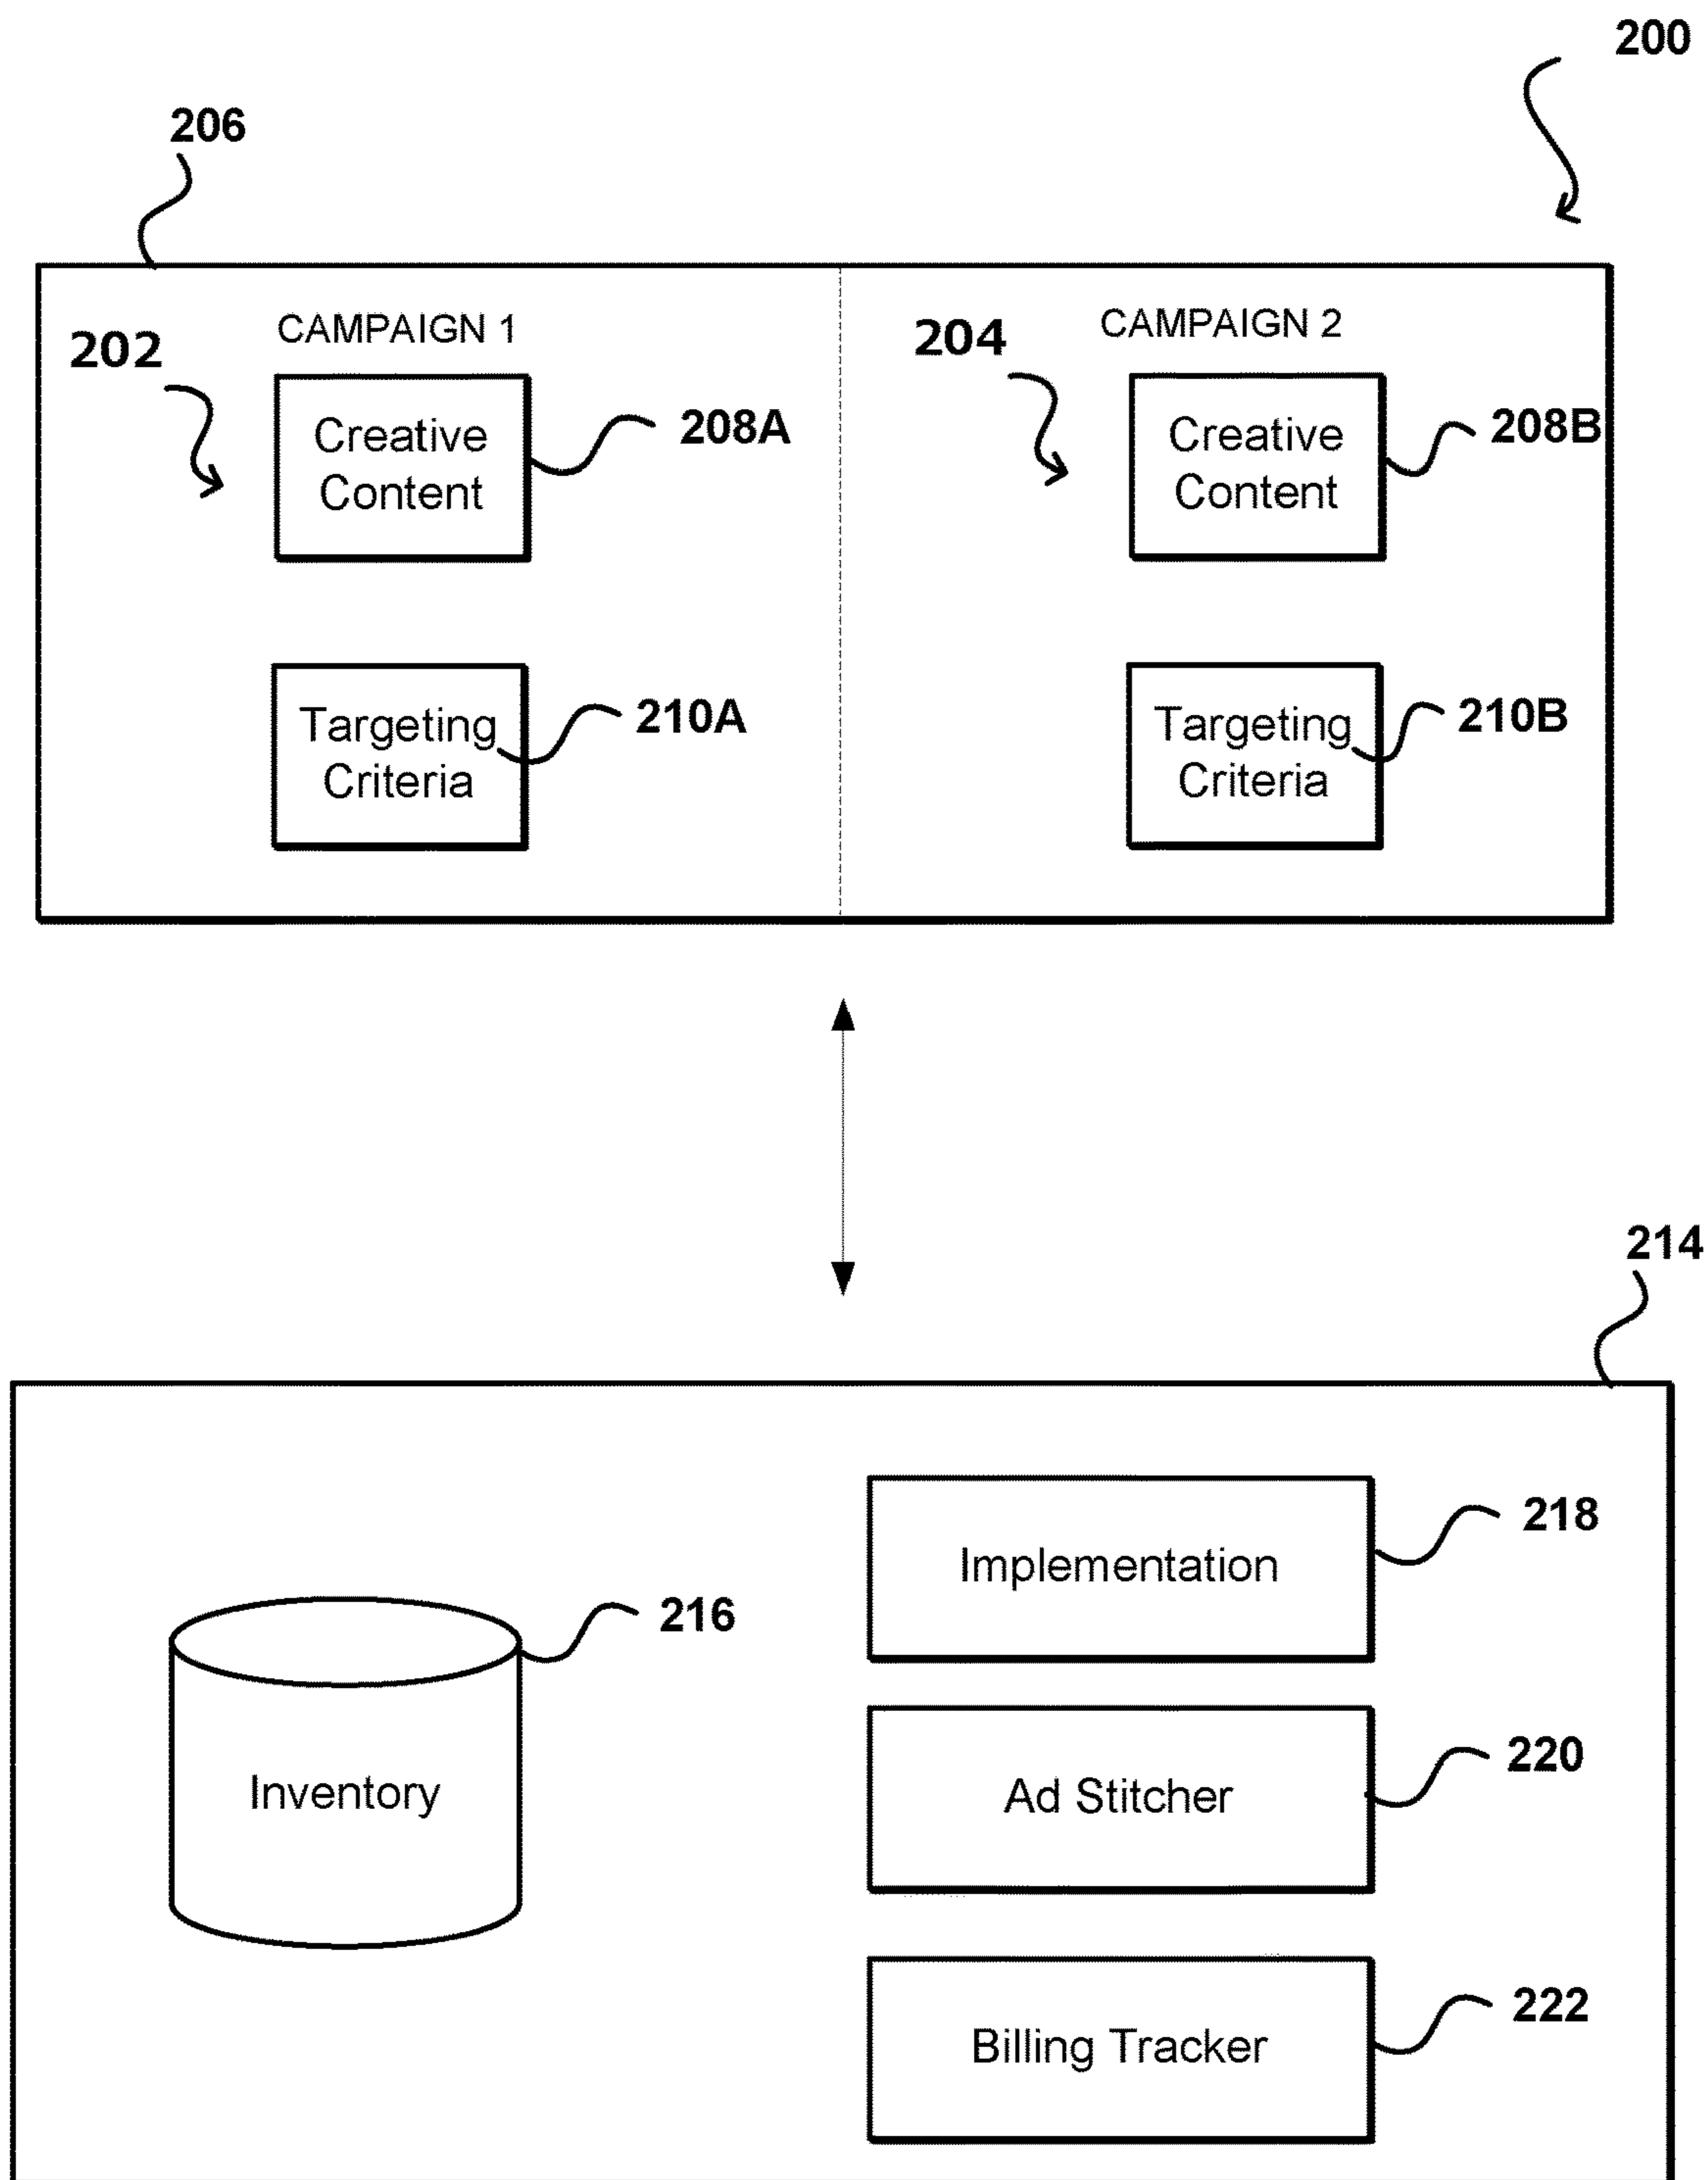 200
206
CAMPAIGN 1
CAMPAIGN 2
202
204
Creative
Content
208A
Creative
Content
208B
Targeting
Criteria
210A
Targeting
Criteria
210B
214
Implementation
218
216
Inventory
Ad Stitcher
220
Billing Tracker
222